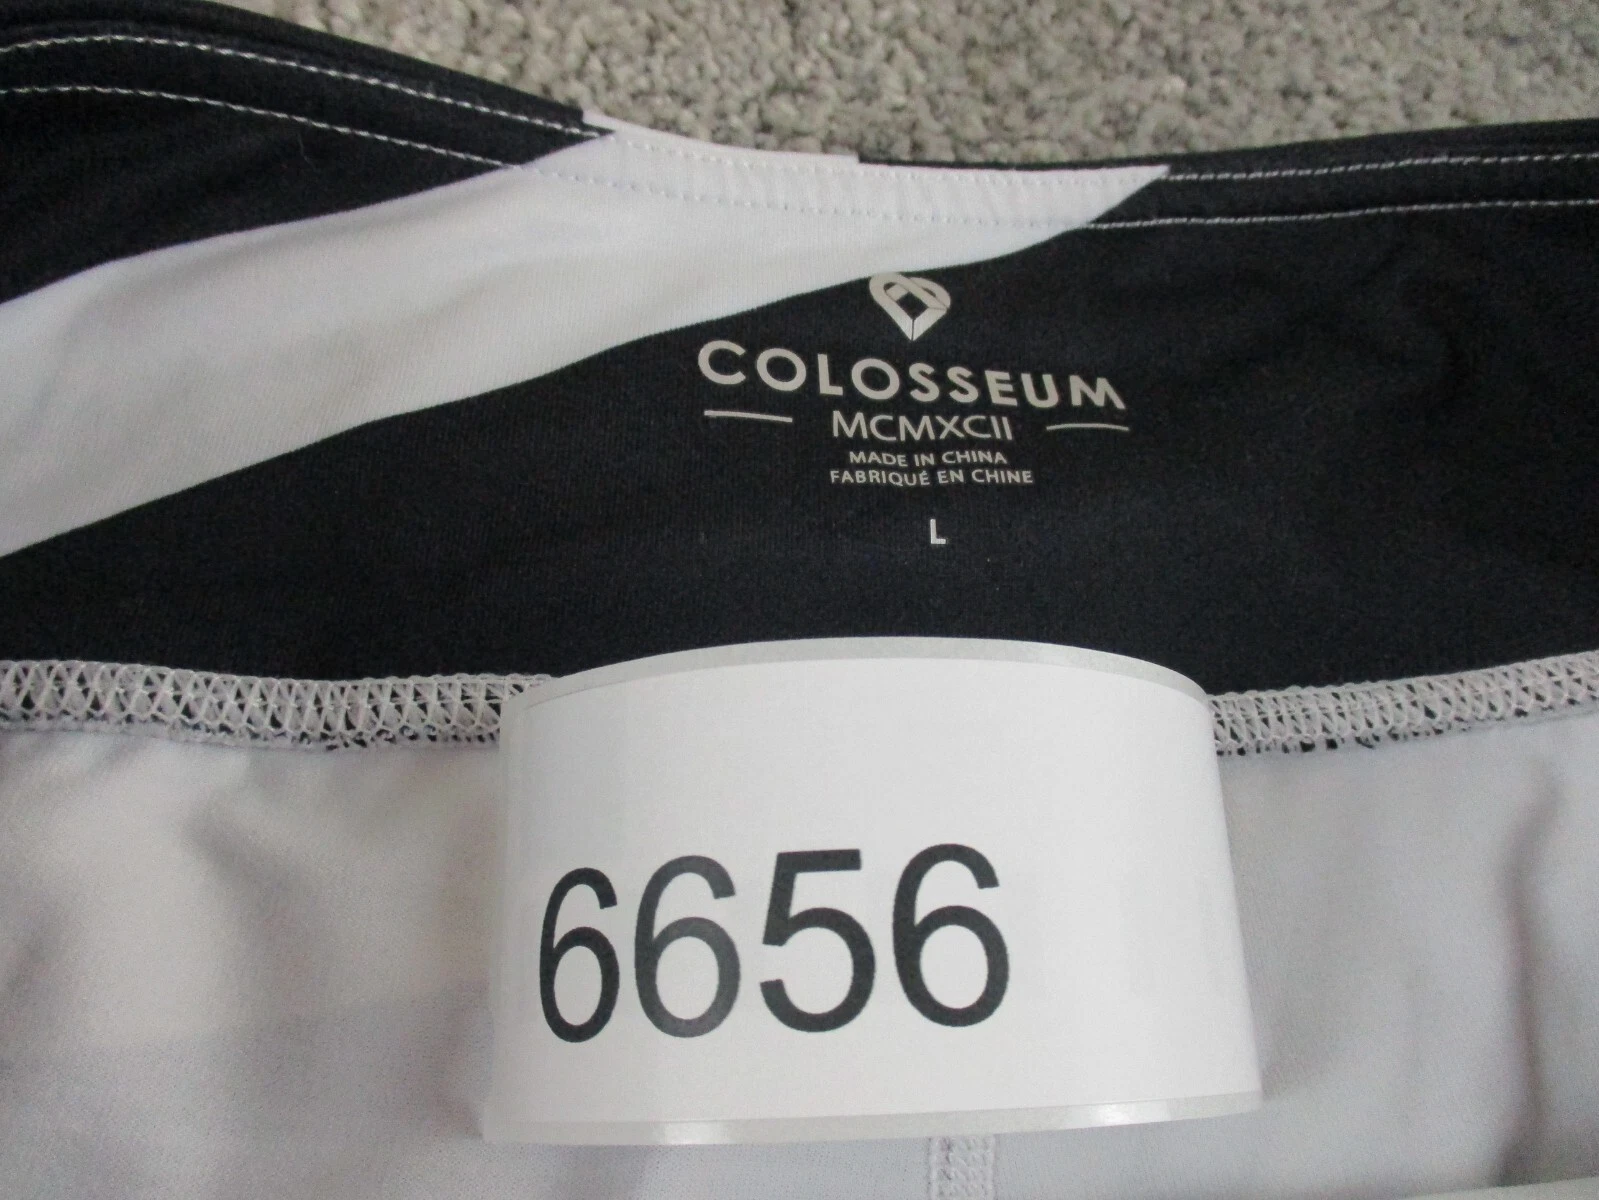 COLOSSEUM
MCMXCII
MADE IN CHINA
FABRIQUÉ EN CHINE
L
6656